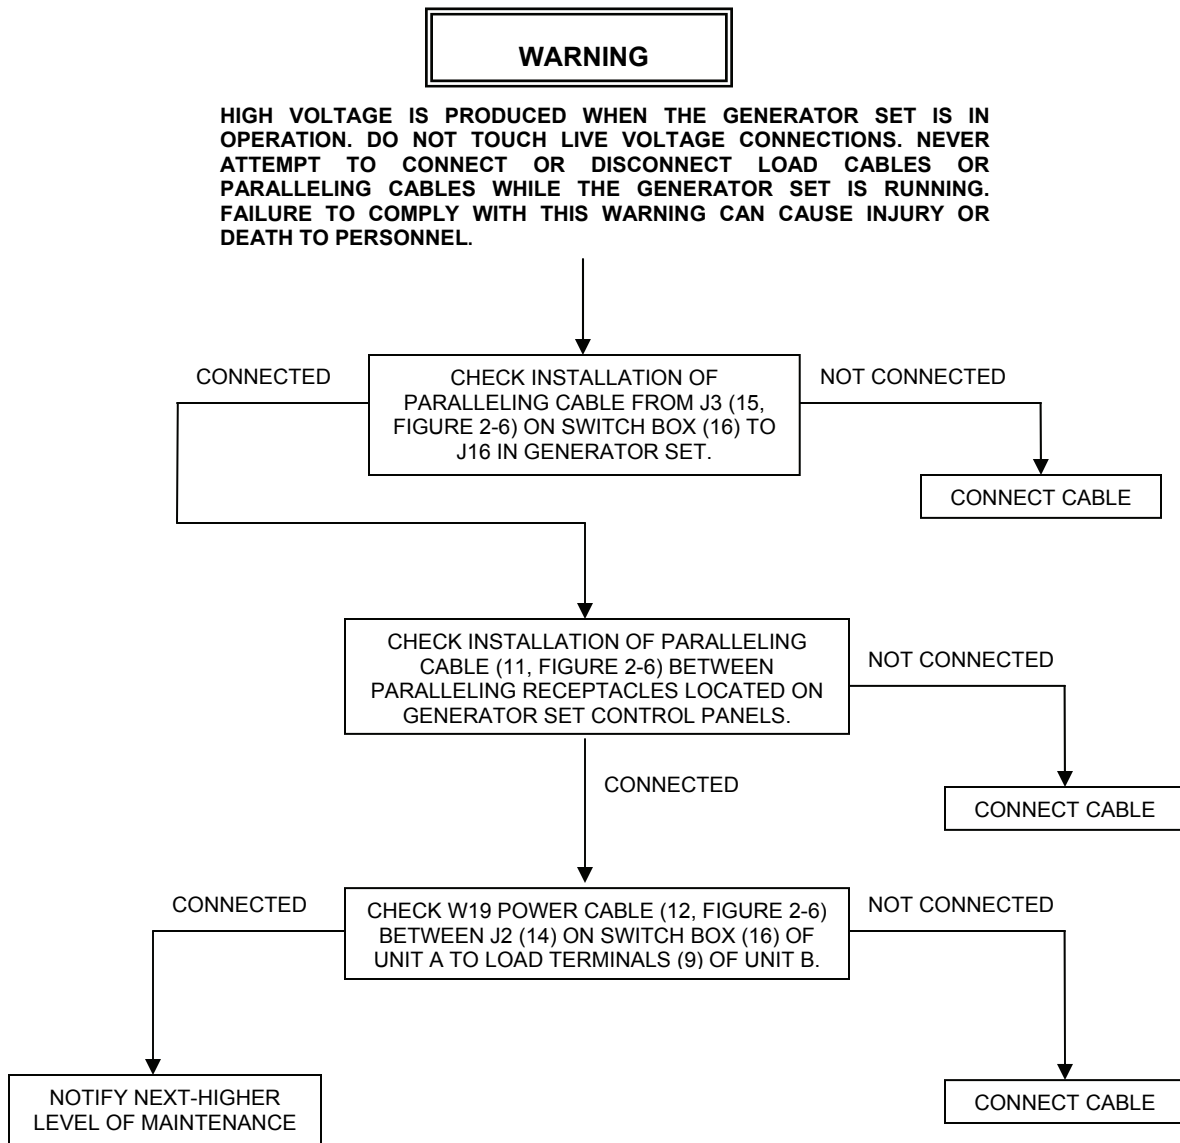 WARNING
HIGH VOLTAGE IS PRODUCED WHEN THE GENERATOR SET IS IN
OPERATION. DO NOT TOUCH LIVE VOLTAGE CONNECTIONS. NEVER
ATTEMPT TO CONNECT OR DISCONNECT LOAD CABLES OR
PARALLELING CABLES WHILE THE GENERATOR SET IS RUNNING.
FAILURE TO COMPLY WITH THIS WARNING CAN CAUSE INJURY OR
DEATH TO PERSONNEL.
CONNECTED
CHECK INSTALLATION OF
PARALLELING CABLE FROM J3 (15,
FIGURE 2-6) ON SWITCH BOX (16) TO
J16 IN GENERATOR SET.
NOT CONNECTED
CONNECT CABLE
CHECK INSTALLATION OF PARALLELING
CABLE (11, FIGURE 2-6) BETWEEN
PARALLELING RECEPTACLES LOCATED ON
GENERATOR SET CONTROL PANELS.
NOT CONNECTED
CONNECTED
CONNECT CABLE
CONNECTED
CHECK W19 POWER CABLE (12, FIGURE 2-6)
BETWEEN J2 (14) ON SWITCH BOX (16) OF
UNIT A TO LOAD TERMINALS (9) OF UNIT B.
NOT CONNECTED
NOTIFY NEXT-HIGHER
LEVEL OF MAINTENANCE
CONNECT CABLE